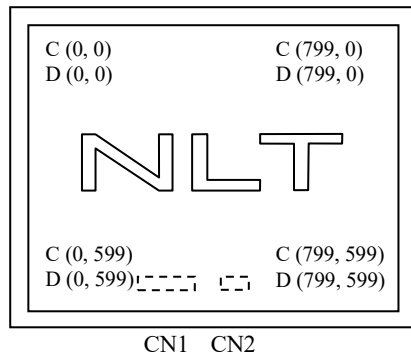 C (0, 0) C (799, 0)
D (0, 0) D (799, 0)
NLT
C (0, 599) C (799, 599)
D (0, 599) D (799, 599)
CN1 CN2